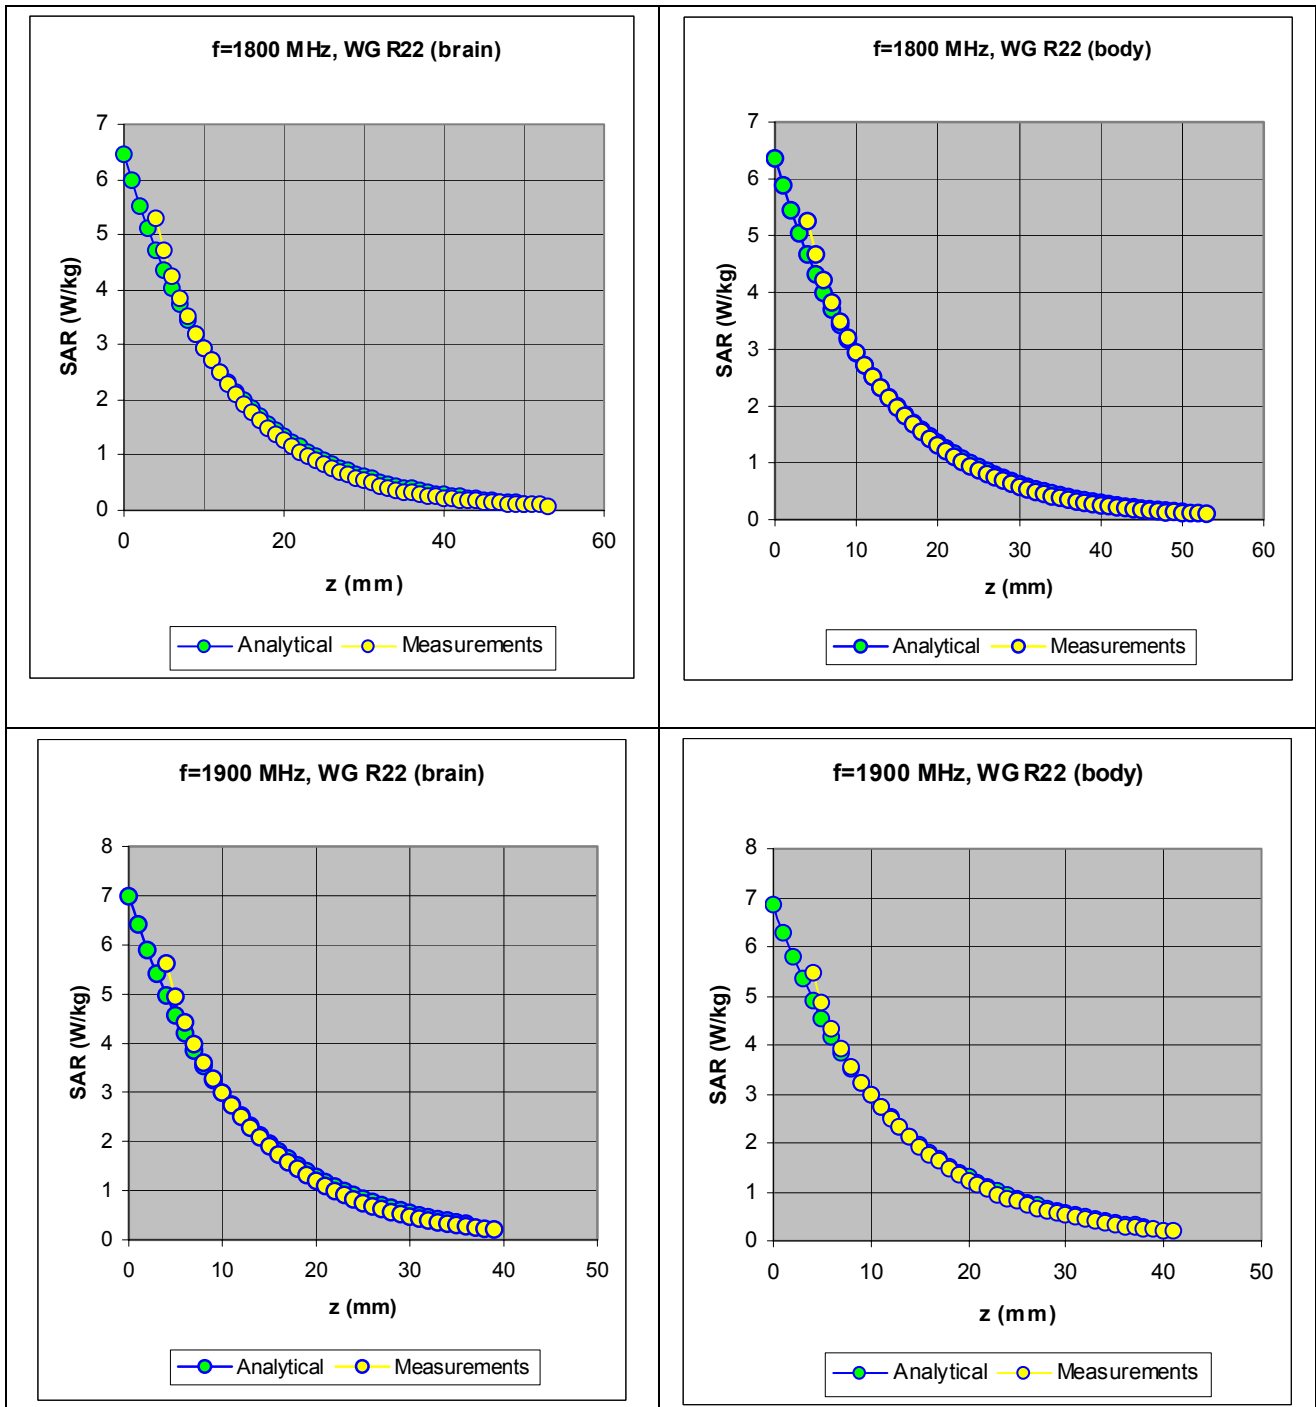 f=1800 MHz, WG R22 (brain)
7
6
5
4
3
2
1
0
SAR (W/kg)
0 20 40 60
z (mm)
Analytical Measurements
f=1800 MHz, WG R22 (body)
7
6
5
4
3
2
1
0
SAR (W/kg)
0 10 20 30 40 50 60
z (mm)
Analytical Measurements
f=1900 MHz, WG R22 (brain)
8
7
6
5
4
3
2
1
0
SAR (W/kg)
0 10 20 30 40 50
z (mm)
Analytical Measurements
f=1900 MHz, WG R22 (body)
8
7
6
5
4
3
2
1
0
SAR (W/kg)
0 10 20 30 40 50
z (mm)
Analytical Measurements